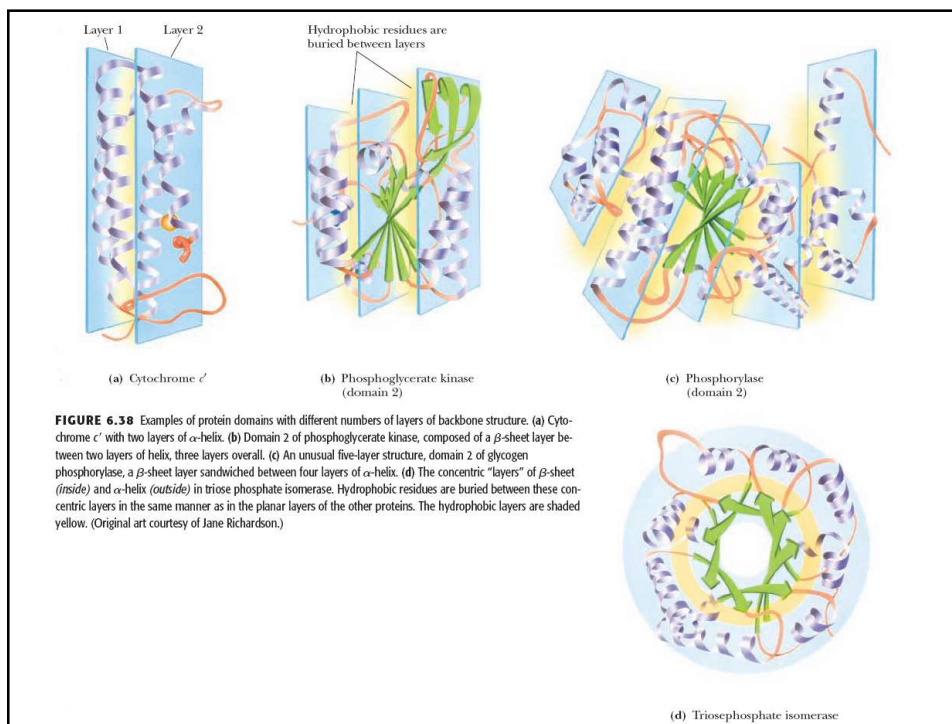 Layer 1
Layer 2
Hydrophobic residues are
buried between layers
(a) Cytochrome c′
(b) Phosphoglycerate kinase
(domain 2)
(c) Phosphorylase
(domain 2)
FIGURE 6.38 Examples of protein domains with different numbers of layers of backbone structure. (a) Cyto-
chrome c′ with two layers of α-helix. (b) Domain 2 of phosphoglycerate kinase, composed of a β-sheet layer be-
tween two layers of helix, three layers overall. (c) An unusual five-layer structure, domain 2 of glycogen
phosphorylase, a β-sheet layer sandwiched between four layers of α-helix. (d) The concentric “layers” of β-sheet
(inside) and α-helix (outside) in triose phosphate isomerase. Hydrophobic residues are buried between these con-
centric layers in the same manner as in the planar layers of the other proteins. The hydrophobic layers are shaded
yellow. (Original art courtesy of Jane Richardson.)
(d) Triosephosphate isomerase